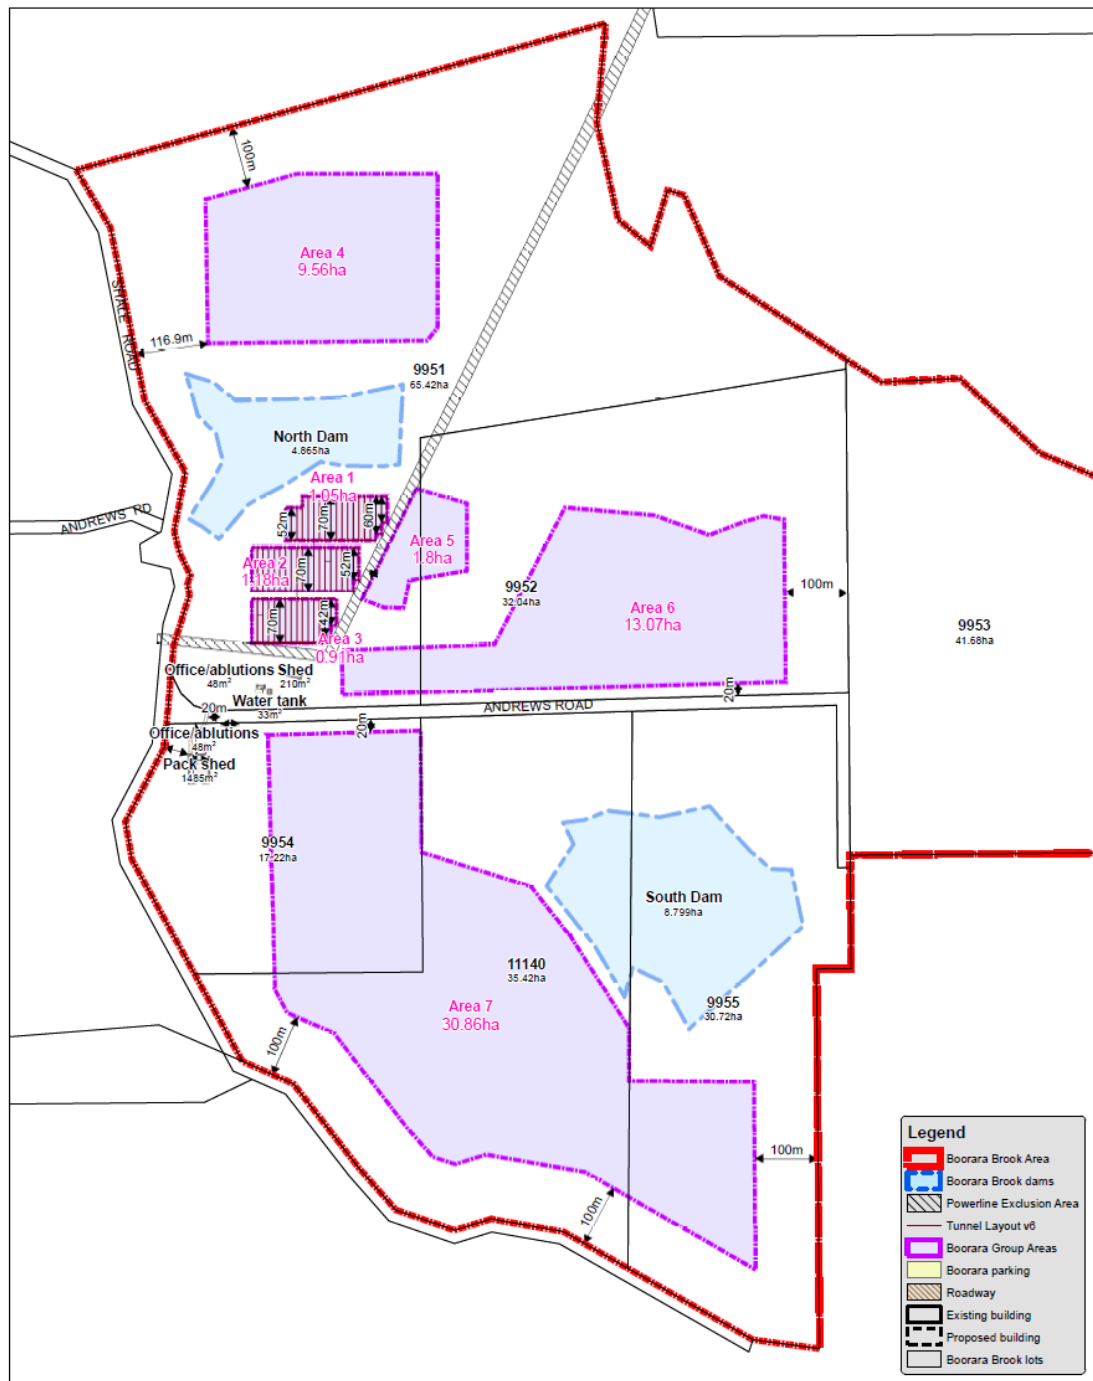 100m
Area 4
9.56ha
SHALE ROAD
116.9m
9951
65.42ha
North Dam
4.865ha
Area 1
1.05ha
ANDREWS RD
52m
70m
60m
Area 5
1.8ha
Area 2
1.18ha
70m
52m
9952
32.04ha
100m
Area 6
13.07ha
9953
41.68ha
70m
42m
Area 3
0.91ha
Office/ablutions Shed
48m² 210m²
Water tank
33m²
20m
20m
ANDREWS ROAD
20m
Office/ablutions
48m²
Pack shed
1485m²
9954
17.22ha
South Dam
8.799ha
11140
35.42ha
9955
30.72ha
Area 7
30.86ha
100m
100m
100m
Legend
Boorara Brook Area
Boorara Brook dams
Powerline Exclusion Area
Tunnel Layout v6
Boorara Group Areas
Boorara parking
Roadway
Existing building
Proposed building
Boorara Brook lots